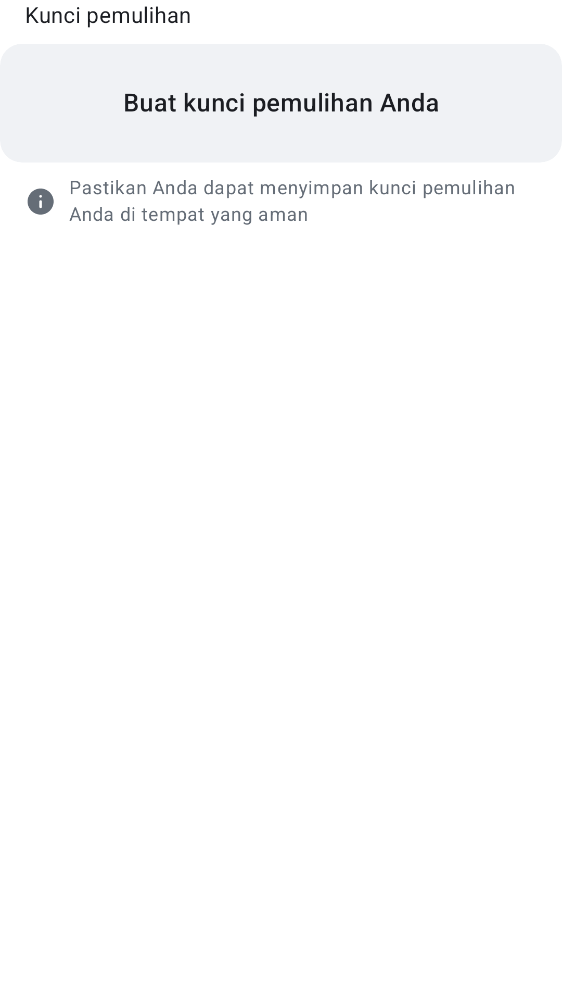 Kunci pemulihan
Buat kunci pemulihan Anda
Pastikan Anda dapat menyimpan kunci pemulihan
Anda di tempat yang aman